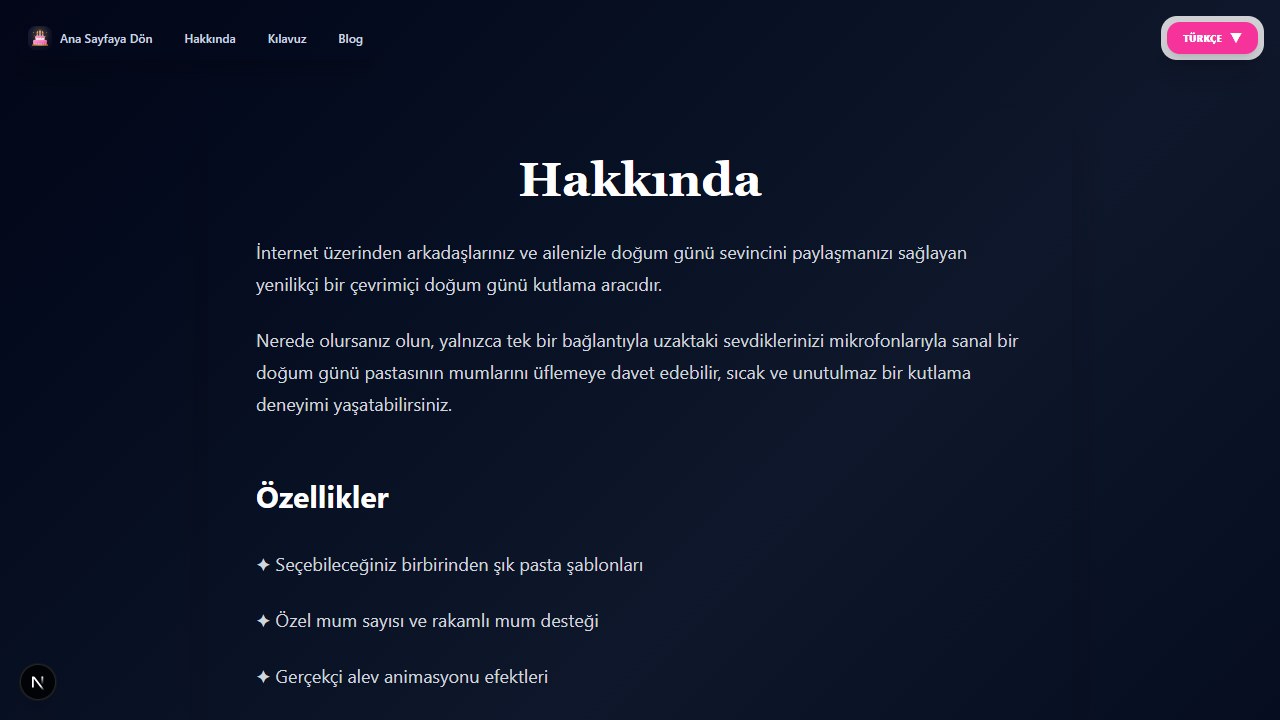 Ana Sayfaya Dön
Hakkında
Kılavuz
Blog
TÜRKÇE ▼
Hakkında
İnternet üzerinden arkadaşlarınız ve ailenizle doğum günü sevincini paylaşmanızı sağlayan
yenilikçi bir çevrimiçi doğum günü kutlama aracıdır.
Nerede olursanız olun, yalnızca tek bir bağlantıyla uzaktaki sevdiklerinizi mikrofonlarıyla sanal bir
doğum günü pastasının mumlarını üflemeye davet edebilir, sıcak ve unutulmaz bir kutlama
deneyimi yaşatabilirsiniz.
Özellikler
✦ Seçebileceğiniz birbirinden şık pasta şablonları
✦ Özel mum sayısı ve rakamlı mum desteği
✦ Gerçekçi alev animasyonu efektleri
N